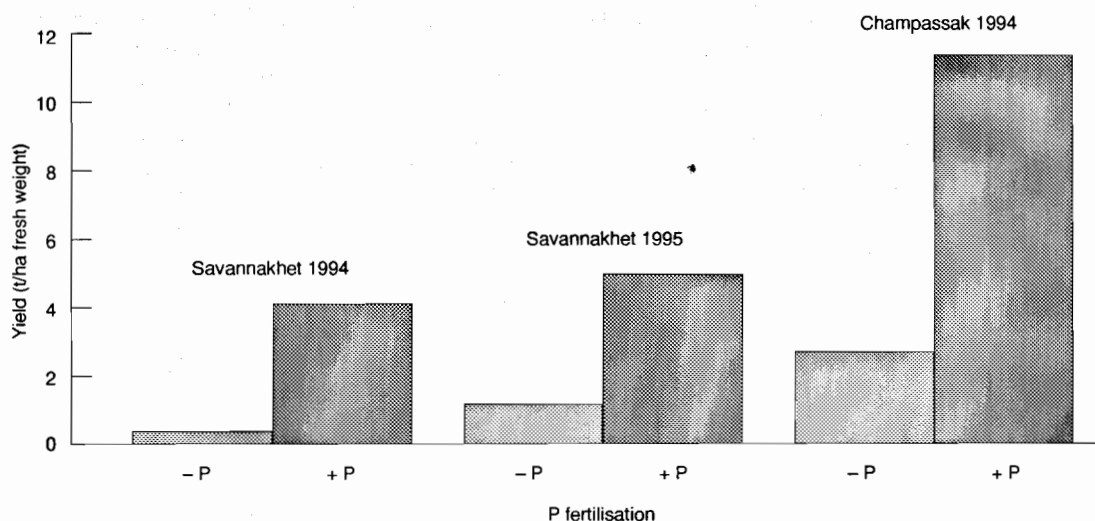 Champassak 1994
12
10
8
6
4
2
0
Yield (t/ha fresh weight)
Savannakhet 1994
Savannakhet 1995
– P
+ P
– P
+ P
– P
+ P
P fertilisation